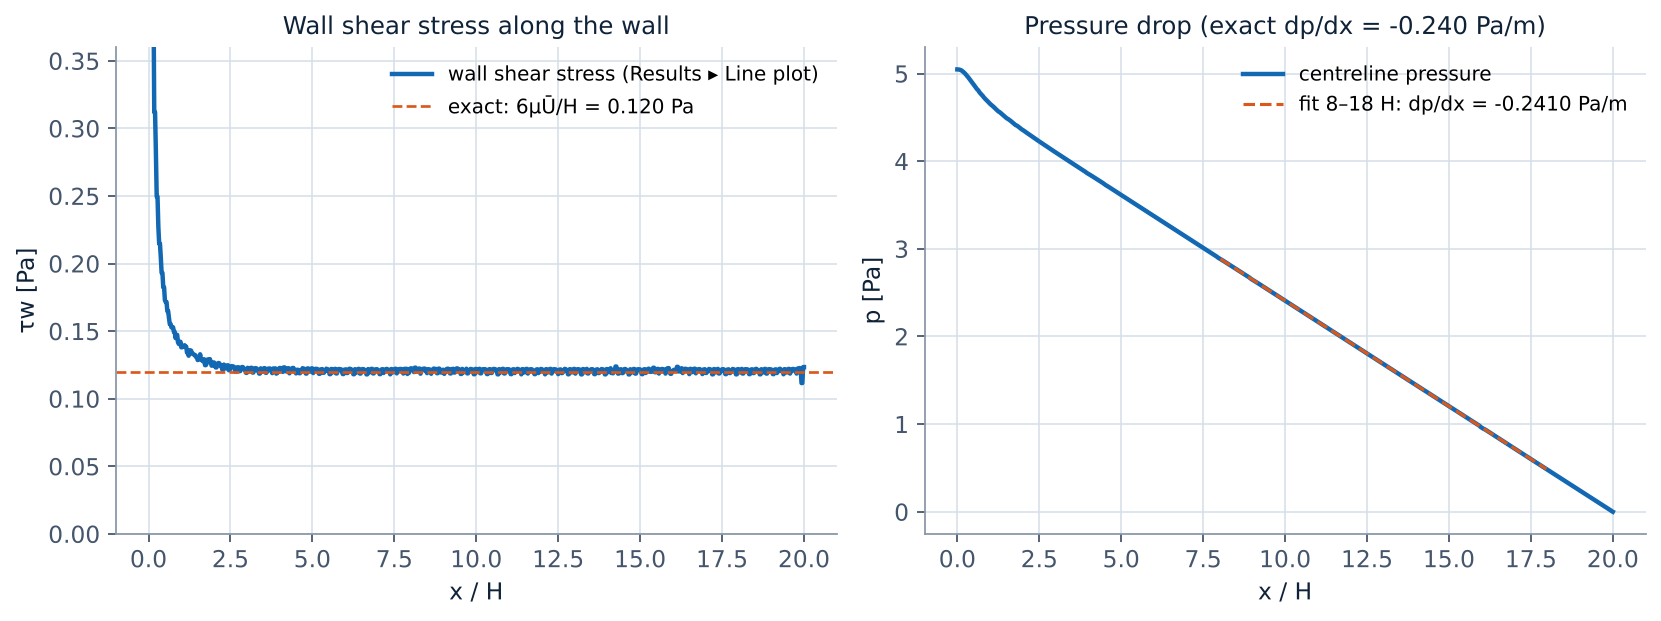 Wall shear stress along the wall
wall shear stress (Results ▸ Line plot)
exact: 6μŪ/H = 0.120 Pa
τw [Pa]
0.35
0.30
0.25
0.20
0.15
0.10
0.05
0.00
0.0 2.5 5.0 7.5 10.0 12.5 15.0 17.5 20.0
x / H
Pressure drop (exact dp/dx = -0.240 Pa/m)
centreline pressure
fit 8–18 H: dp/dx = -0.2410 Pa/m
p [Pa]
5
4
3
2
1
0
0.0 2.5 5.0 7.5 10.0 12.5 15.0 17.5 20.0
x / H